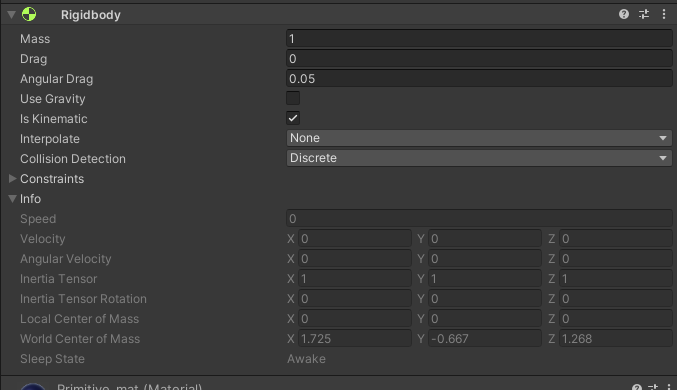 Rigidbody
Mass 1
Drag 0
Angular Drag 0.05
Use Gravity
Is Kinematic
Interpolate None
Collision Detection Discrete
Constraints
Info
Speed 0
Velocity X 0 Y 0 Z 0
Angular Velocity X 0 Y 0 Z 0
Inertia Tensor X 1 Y 1 Z 1
Inertia Tensor Rotation X 0 Y 0 Z 0
Local Center of Mass X 0 Y 0 Z 0
World Center of Mass X 1.725 Y -0.667 Z 1.268
Sleep State Awake
Primitive_mat (Material)